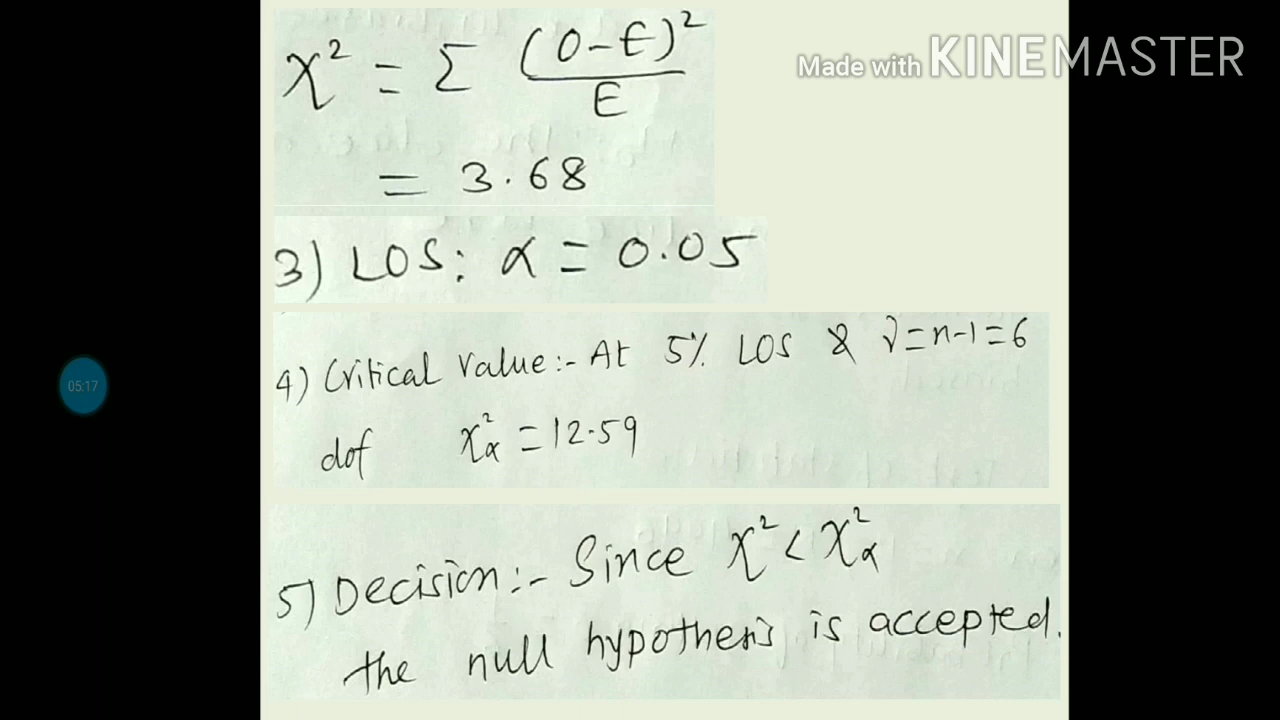 Made with KINEMASTER
χ² = Σ (O-E)²/E
= 3.68
3) LOS: α = 0.05
4) Critical Value:- At 5% LOS & ν=n-1=6
dof χ²α = 12.59
05:17
5) Decision:- Since χ² < χ²α
the null hypothesis is accepted.